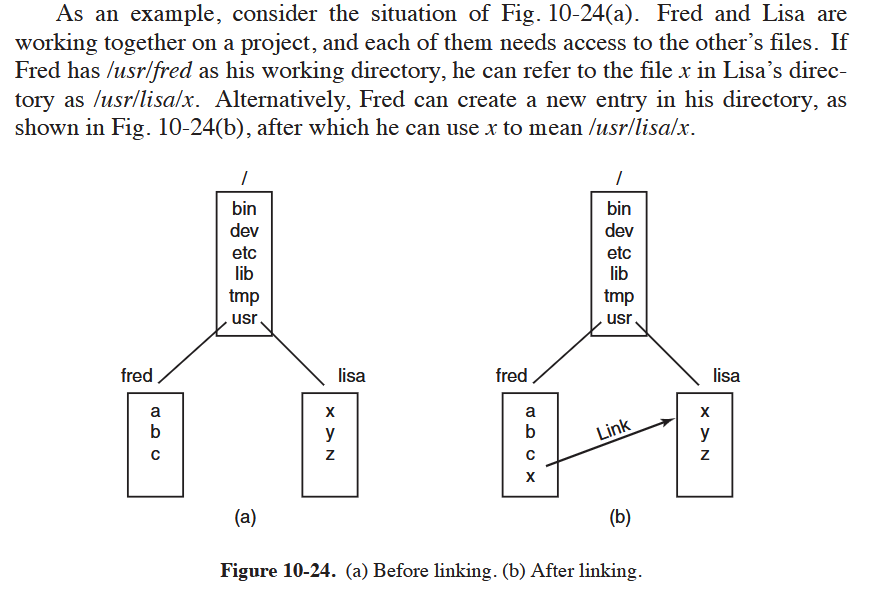 As an example, consider the situation of Fig. 10-24(a). Fred and Lisa are
working together on a project, and each of them needs access to the other's files. If
Fred has /usr/fred as his working directory, he can refer to the file x in Lisa's direc-
tory as /usr/lisa/x. Alternatively, Fred can create a new entry in his directory, as
shown in Fig. 10-24(b), after which he can use x to mean /usr/lisa/x.
/
bin
dev
etc
lib
tmp
usr
fred
lisa
a
b
c
x
y
z
(a)
/
bin
dev
etc
lib
tmp
usr
fred
lisa
a
b
c
x
Link
x
y
z
(b)
Figure 10-24. (a) Before linking. (b) After linking.